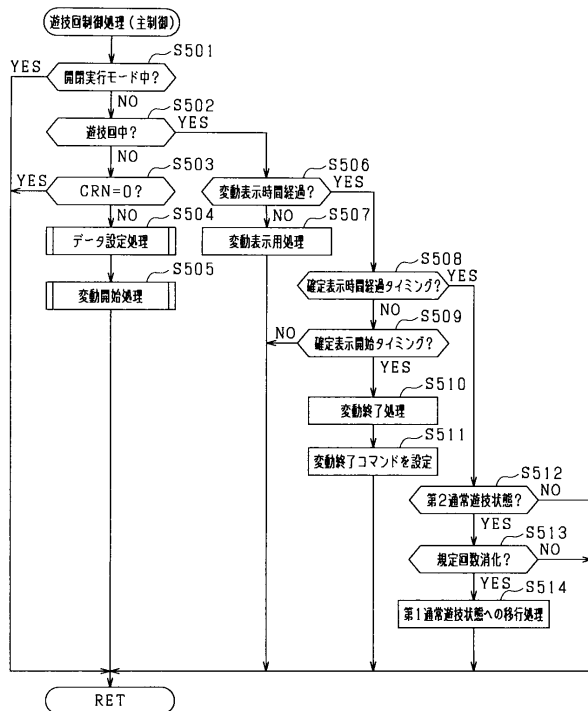 遊技回制御処理(主制御)
S501
YES
開閉実行モード中?
NO
S502
遊技回中?
YES
NO
S503
YES
CRN=0?
NO
S504
データ設定処理
S505
変動開始処理
S506
変動表示時間経過?
YES
NO
S507
変動表示用処理
S508
確定表示時間経過タイミング?
YES
NO
S509
NO
確定表示開始タイミング?
YES
S510
変動終了処理
S511
変動終了コマンドを設定
S512
第2通常遊技状態?
NO
YES
S513
規定回数消化?
NO
YES
S514
第1通常遊技状態への移行処理
RET